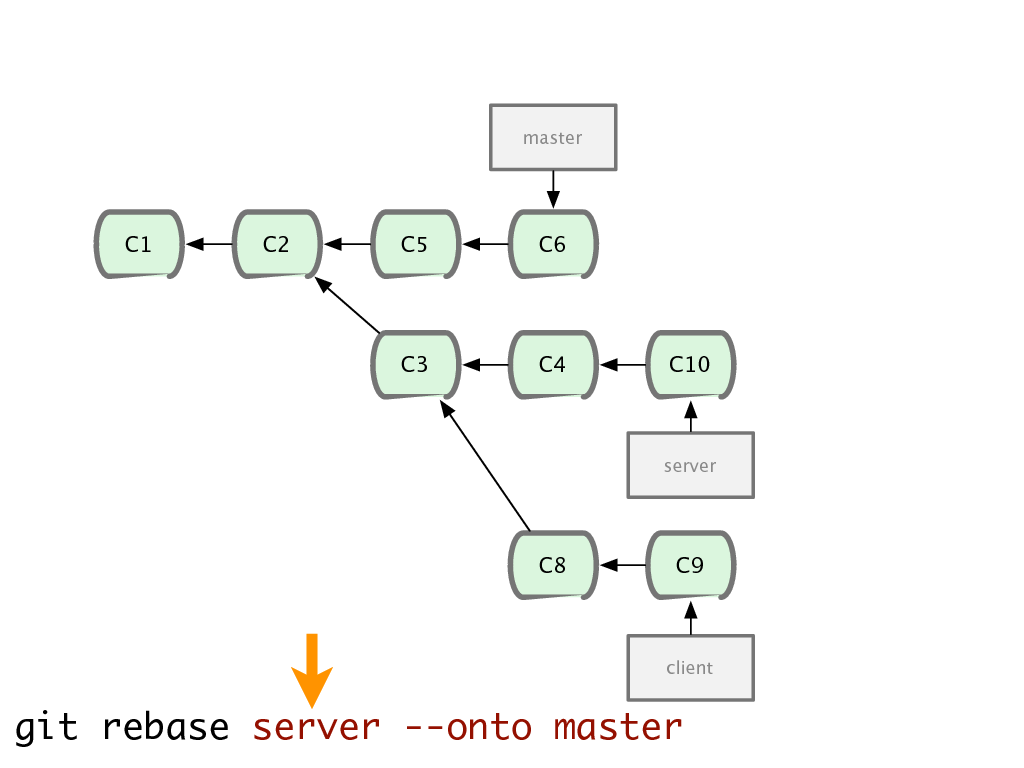 master
C1 C2 C5 C6
C3 C4 C10
server
C8 C9
client
git rebase server --onto master